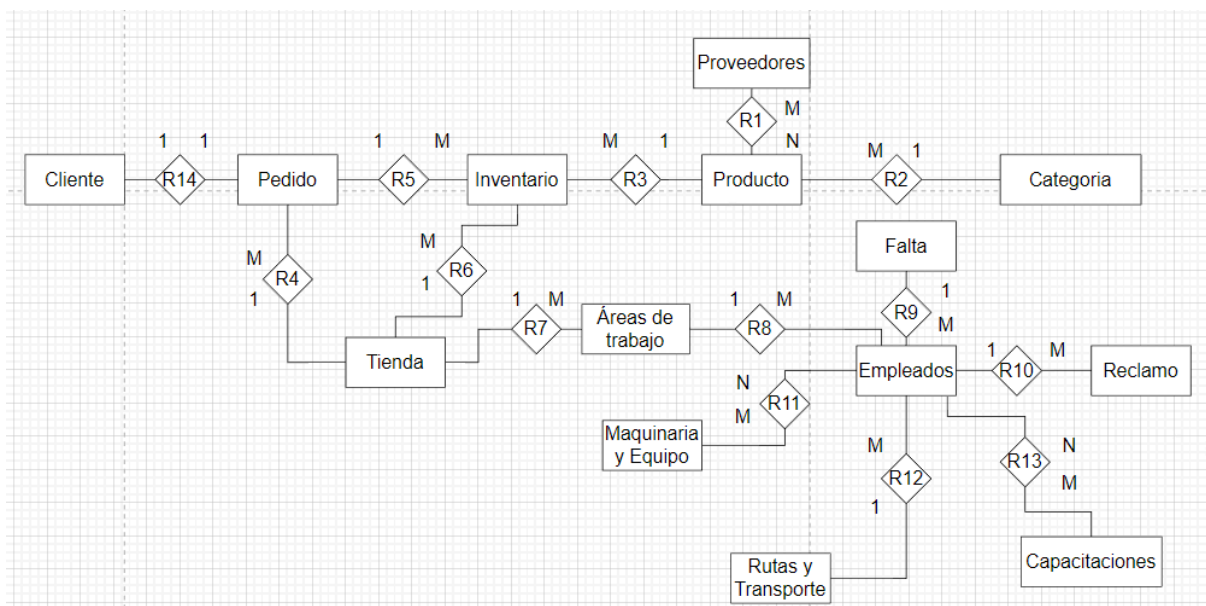 Proveedores
R1
M
N
1
1
1
M
M
1
M
1
Cliente
R14
Pedido
R5
Inventario
R3
Producto
R2
Categoria
M
R4
1
M
R6
1
Falta
R9
1
M
1
M
R7
Áreas de
trabajo
1
M
R8
Tienda
Empleados
1
M
R10
Reclamo
N
R11
M
Maquinaria
y Equipo
M
R12
1
N
R13
M
Rutas y
Transporte
Capacitaciones